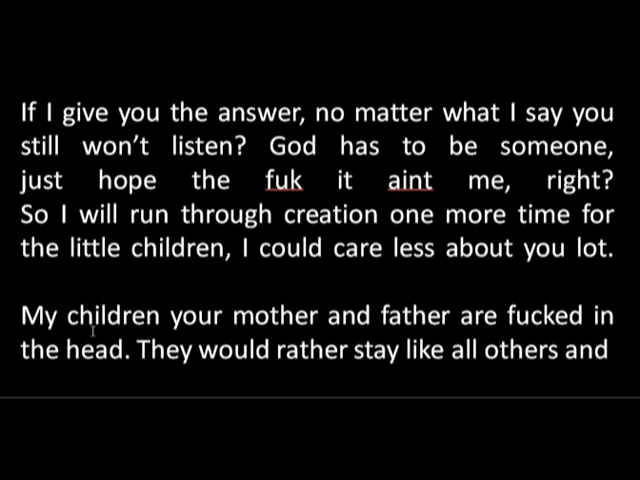 If I give you the answer, no matter what I say you
still won't listen? God has to be someone,
just hope the fuk it aint me, right?
So I will run through creation one more time for
the little children, I could care less about you lot.
My children your mother and father are fucked in
the head. They would rather stay like all others and